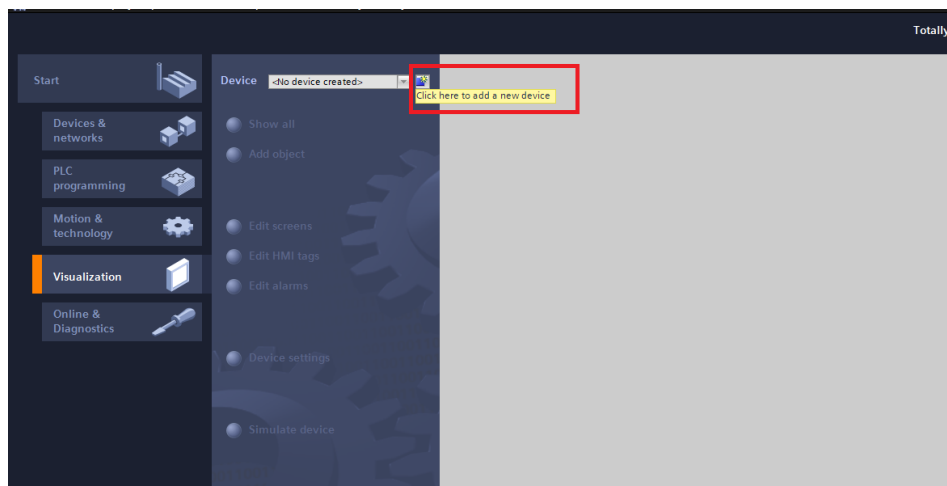 Totally
Start
Device <No device created>
Click here to add a new device
Devices &
networks
Show all
Add object
PLC
programming
Motion &
technology
Edit screens
Edit HMI tags
Visualization
Edit alarms
Online &
Diagnostics
Device settings
Simulate device